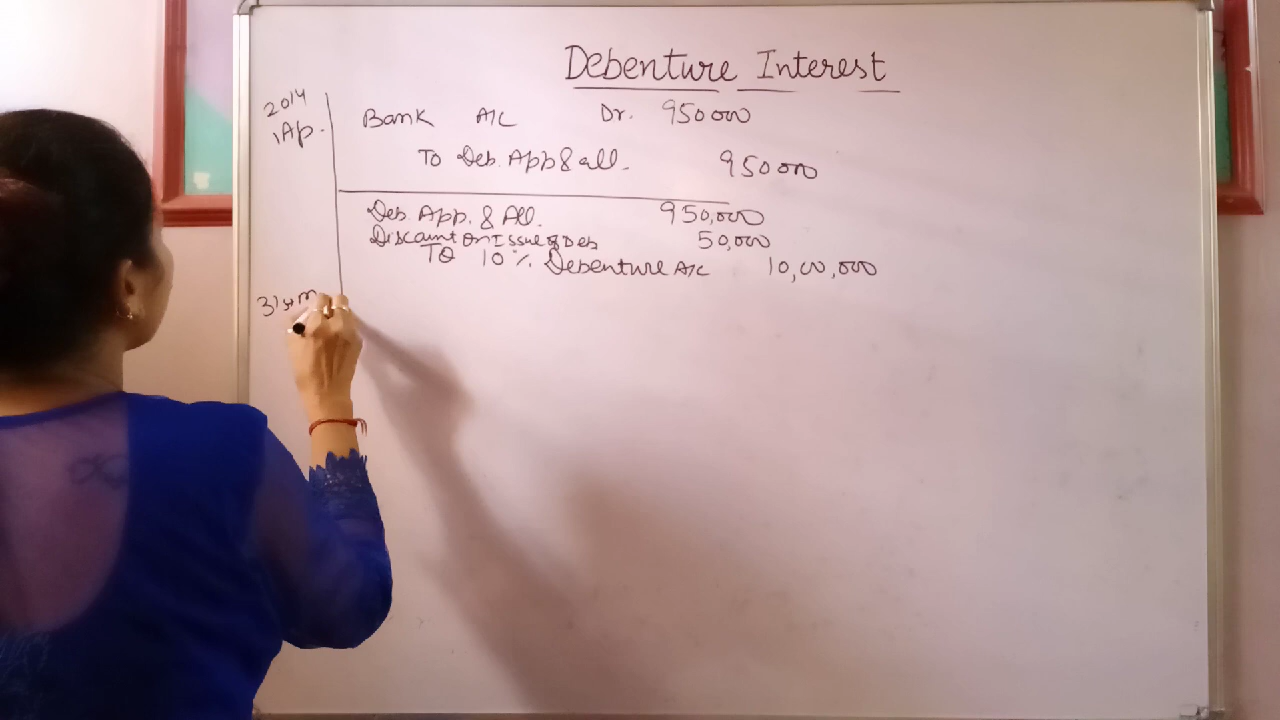 Debenture Interest
2014
1Ap.
Bank A/C Dr. 950000
To Deb. App & all. 950000
Deb. App. & All. 950,000
Discount on Issue of Deb 50,000
To 10% Debenture A/C 10,00,000
31st m